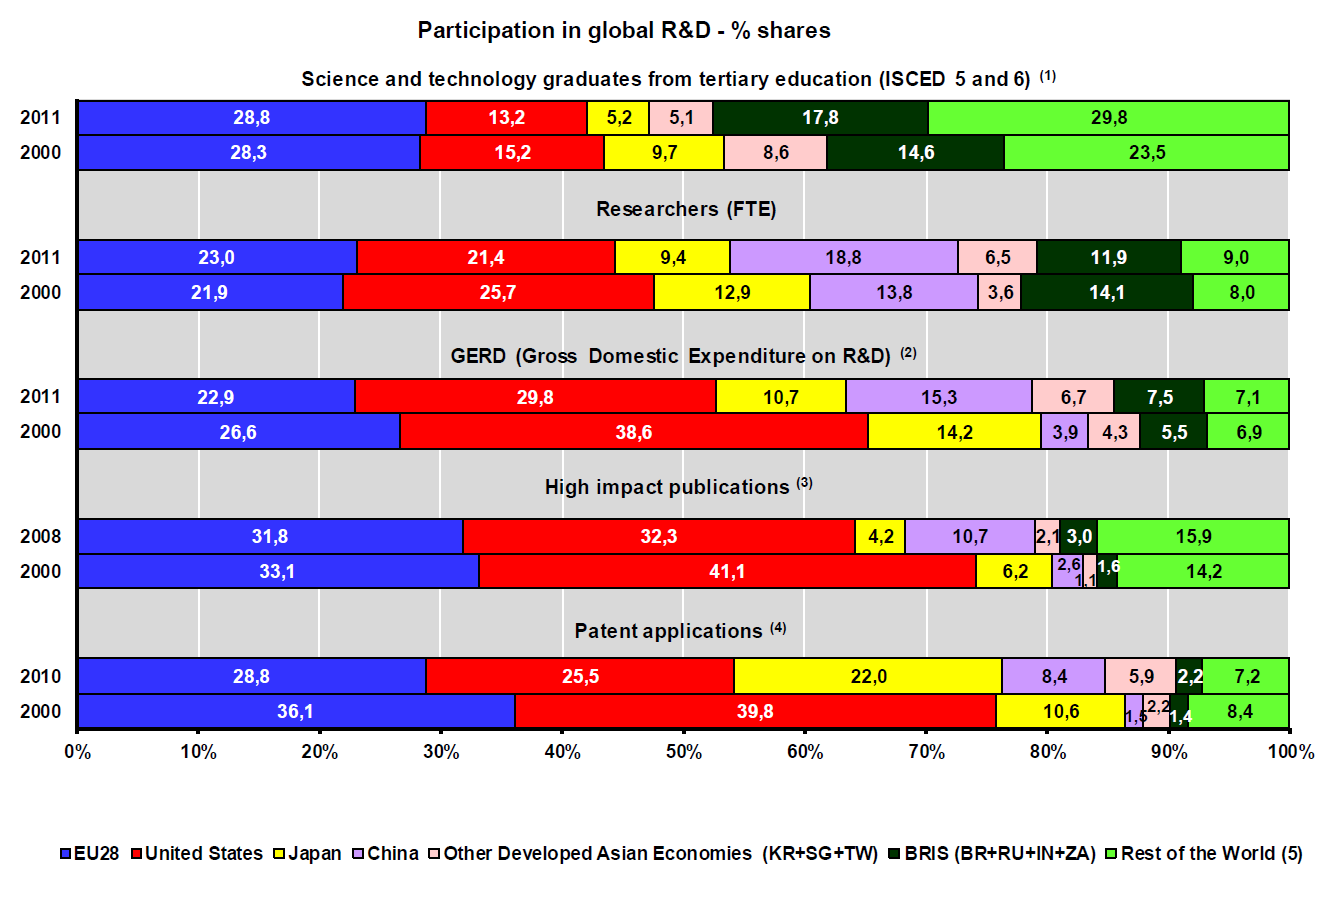 Participation in global R&D - % shares
Science and technology graduates from tertiary education (ISCED 5 and 6) (1)
2011 28,8 13,2 5,2 5,1 17,8 29,8
2000 28,3 15,2 9,7 8,6 14,6 23,5
Researchers (FTE)
2011 23,0 21,4 9,4 18,8 6,5 11,9 9,0
2000 21,9 25,7 12,9 13,8 3,6 14,1 8,0
GERD (Gross Domestic Expenditure on R&D) (2)
2011 22,9 29,8 10,7 15,3 6,7 7,5 7,1
2000 26,6 38,6 14,2 3,9 4,3 5,5 6,9
High impact publications (3)
2008 31,8 32,3 4,2 10,7 2,1 3,0 15,9
2000 33,1 41,1 6,2 2,6 1,1 1,6 14,2
Patent applications (4)
2010 28,8 25,5 22,0 8,4 5,9 2,2 7,2
2000 36,1 39,8 10,6 1,5 2,2 1,4 8,4
0% 10% 20% 30% 40% 50% 60% 70% 80% 90% 100%
EU28 United States Japan China Other Developed Asian Economies (KR+SG+TW) BRIS (BR+RU+IN+ZA) Rest of the World (5)